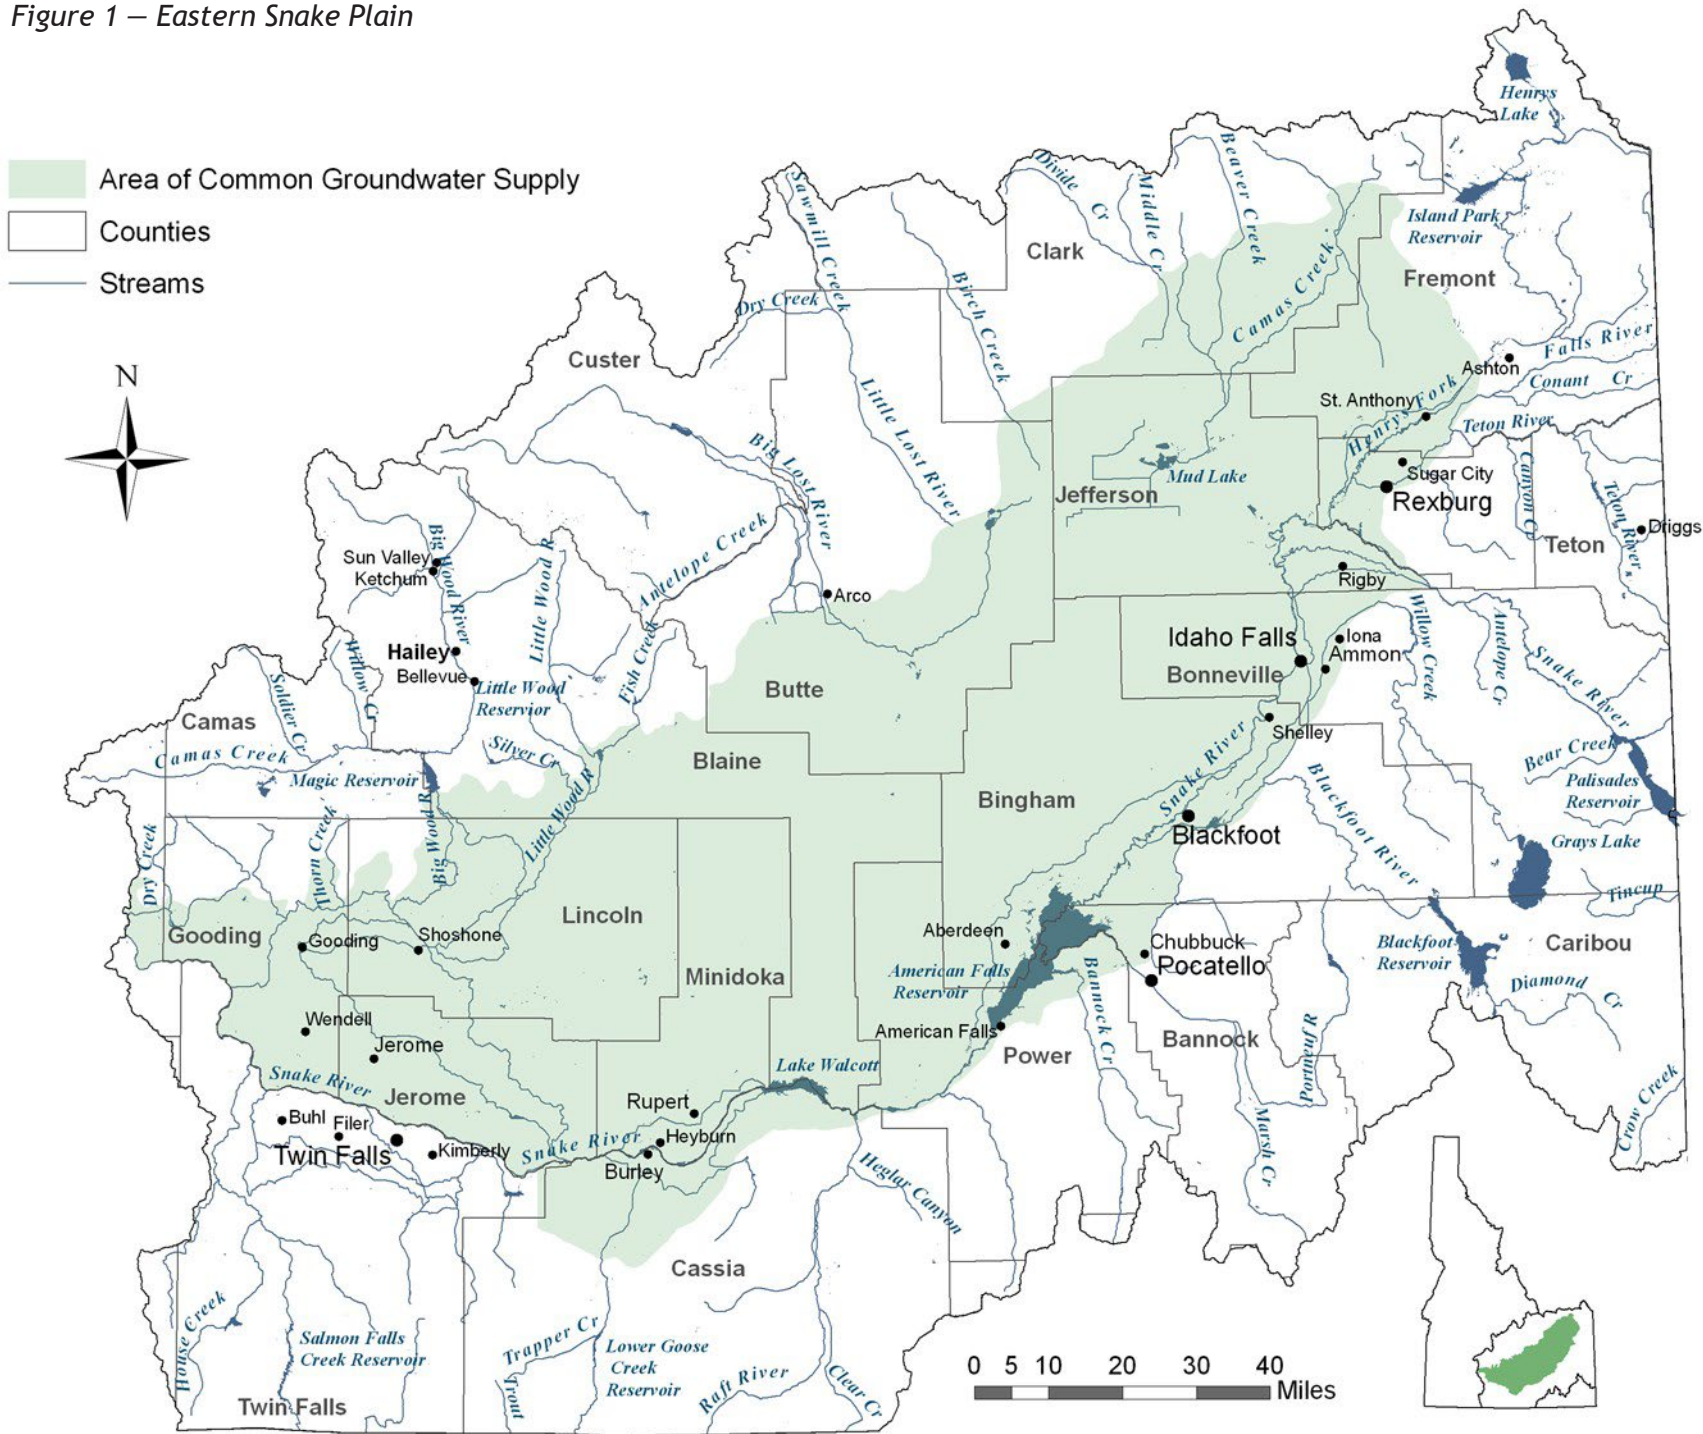 Figure 1 — Eastern Snake Plain
Area of Common Groundwater Supply
Counties
Streams
N
Henrys
Lake
Island Park
Reservoir
Fremont
Clark
Divide Cr
Middle Cr
Beaver Creek
Camas Creek
Sawmill Creek
Birch Creek
Dry Creek
Custer
Little Lost River
Big Lost River
Ashton
Falls River
Conant Cr
St. Anthony
Henrys Fork
Teton River
Sugar City
Rexburg
Canyon Cr
Teton River
Driggs
Teton
Mud Lake
Jefferson
Rigby
Sun Valley
Ketchum
Big Wood River
Little Wood R
Antelope Creek
Arco
Hailey
Bellevue
Little Wood
Reservior
Fish Creek
Willow Cr
Soldier Cr
Camas
Camas Creek
Silver Cr
Magic Reservoir
Butte
Blaine
Idaho Falls
Iona
Ammon
Bonneville
Willow Creek
Antelope Cr
Snake River
Shelley
Bear Creek
Palisades
Reservoir
Snake River
Blackfoot
Bingham
Blackfoot River
Grays Lake
Tincup
Dry Creek
Thorn Creek
Big Wood R
Little Wood R
Gooding
Gooding
Shoshone
Lincoln
Minidoka
Aberdeen
American Falls
Reservoir
American Falls
Chubbuck
Pocatello
Blackfoot
Reservoir
Caribou
Diamond Cr
Bannock Cr
Bannock
Portneuf R
Power
Wendell
Jerome
Jerome
Snake River
Lake Walcott
Rupert
Heyburn
Burley
Snake River
Buhl
Filer
Twin Falls
Kimberly
Marsh Cr
Crow Creek
Heglar Canyon
Cassia
House Creek
Salmon Falls
Creek Reservoir
Trapper Cr
Trout
Lower Goose
Creek
Reservoir
Raft River
Clear Cr
Twin Falls
0 5 10 20 30 40
Miles